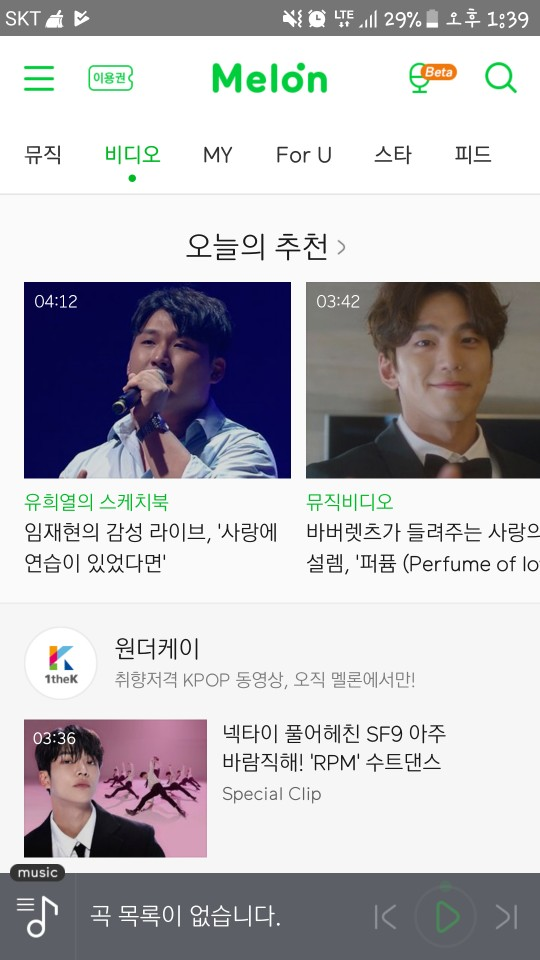 SKT LTE 29% 오후 1:39
이용권 Melon Beta
뮤직 비디오 MY For U 스타 피드
오늘의 추천
04:12
03:42
유희열의 스케치북
임재현의 감성 라이브, '사랑에
연습이 있었다면'
뮤직비디오
바버렛츠가 들려주는 사랑의
설렘, '퍼퓸 (Perfume of lo
1theK
원더케이
취향저격 KPOP 동영상, 오직 멜론에서만!
03:36
넥타이 풀어헤친 SF9 아주
바람직해! 'RPM' 수트댄스
Special Clip
music
곡 목록이 없습니다.